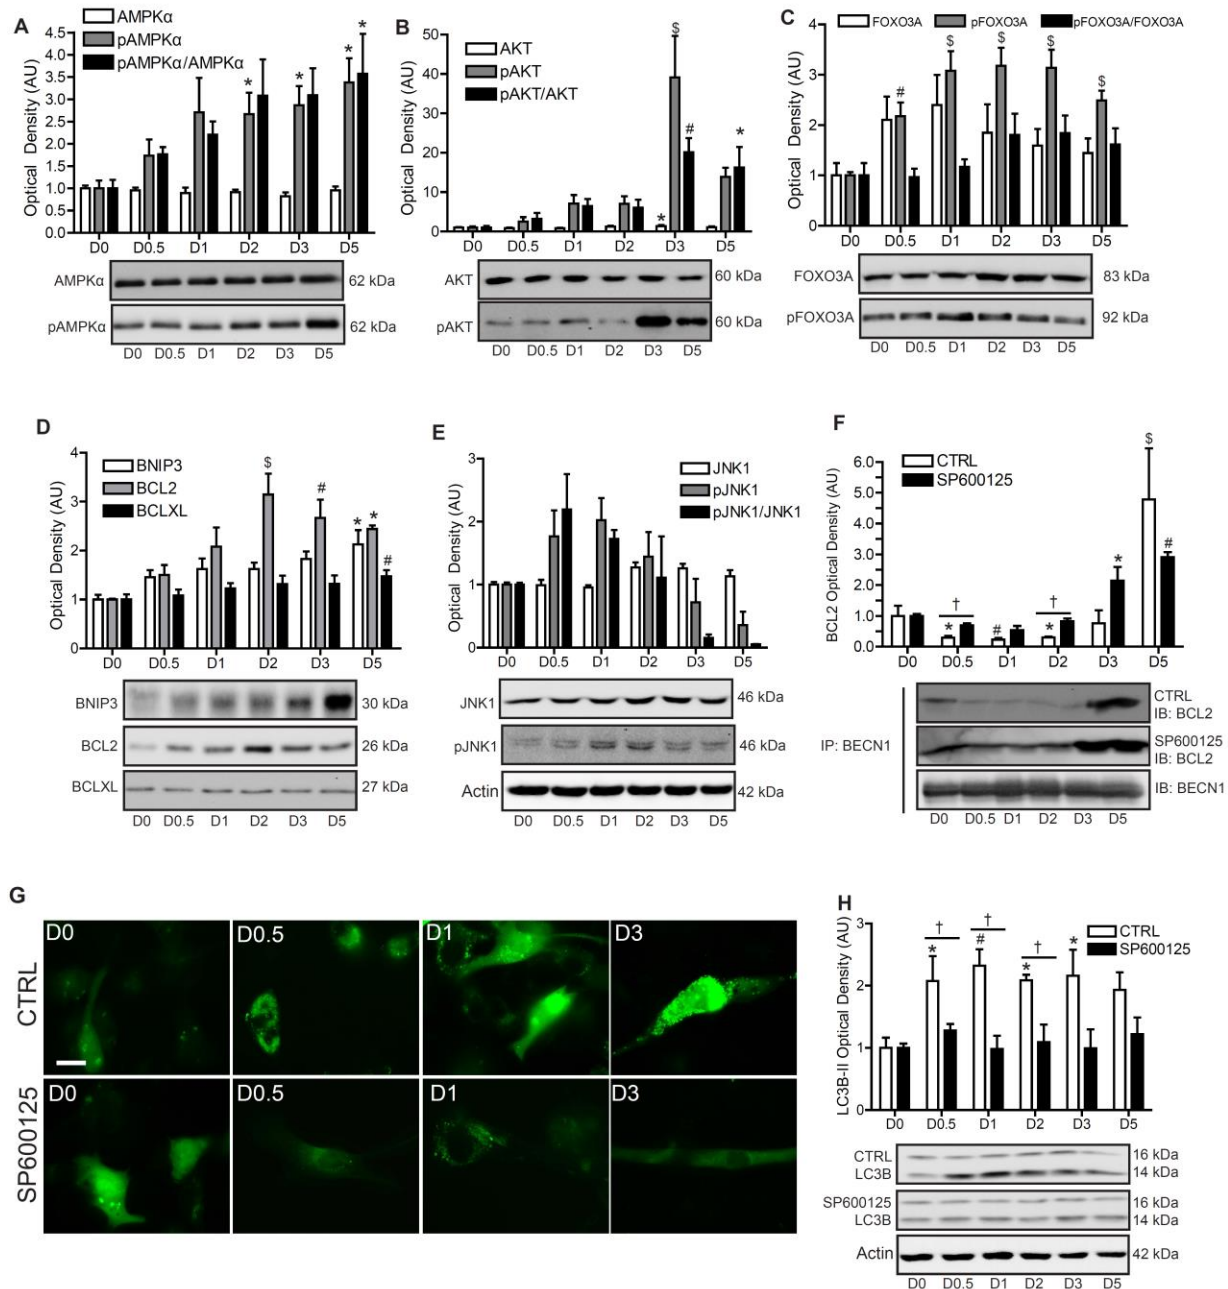 A
AMPKα
pAMPKα
pAMPKα/AMPKα
Optical Density (AU)
4.5
4.0
3.5
3.0
2.5
2.0
1.5
1.0
0.5
0.0
* * * *
D0 D0.5 D1 D2 D3 D5
AMPKα 62 kDa
pAMPKα 62 kDa
D0 D0.5 D1 D2 D3 D5
B
AKT
pAKT
pAKT/AKT
Optical Density (AU)
50
40
30
20
10
0
* $ # *
D0 D0.5 D1 D2 D3 D5
AKT 60 kDa
pAKT 60 kDa
D0 D0.5 D1 D2 D3 D5
C
FOXO3A pFOXO3A pFOXO3A/FOXO3A
Optical Density (AU)
4
3
2
1
0
# $ $ $ $
D0 D0.5 D1 D2 D3 D5
FOXO3A 83 kDa
pFOXO3A 92 kDa
D0 D0.5 D1 D2 D3 D5
D
BNIP3
BCL2
BCLXL
Optical Density (AU)
4
3
2
1
0
$ # * * #
D0 D0.5 D1 D2 D3 D5
BNIP3 30 kDa
BCL2 26 kDa
BCLXL 27 kDa
D0 D0.5 D1 D2 D3 D5
E
JNK1
pJNK1
pJNK1/JNK1
Optical Density (AU)
3
2
1
0
D0 D0.5 D1 D2 D3 D5
JNK1 46 kDa
pJNK1 46 kDa
Actin 42 kDa
D0 D0.5 D1 D2 D3 D5
F
CTRL
SP600125
BCL2 Optical Density (AU)
6.0
5.0
4.0
3.0
2.0
1.0
0.0
† * # † * * $ #
D0 D0.5 D1 D2 D3 D5
IP: BECN1
CTRL
IB: BCL2
SP600125
IB: BCL2
IB: BECN1
D0 D0.5 D1 D2 D3 D5
G
CTRL
D0 D0.5 D1 D3
SP600125
D0 D0.5 D1 D3
H
CTRL
SP600125
LC3B-II Optical Density (AU)
3
2
1
0
* † # † * † *
D0 D0.5 D1 D2 D3 D5
CTRL 16 kDa
LC3B 14 kDa
SP600125 16 kDa
LC3B 14 kDa
Actin 42 kDa
D0 D0.5 D1 D2 D3 D5